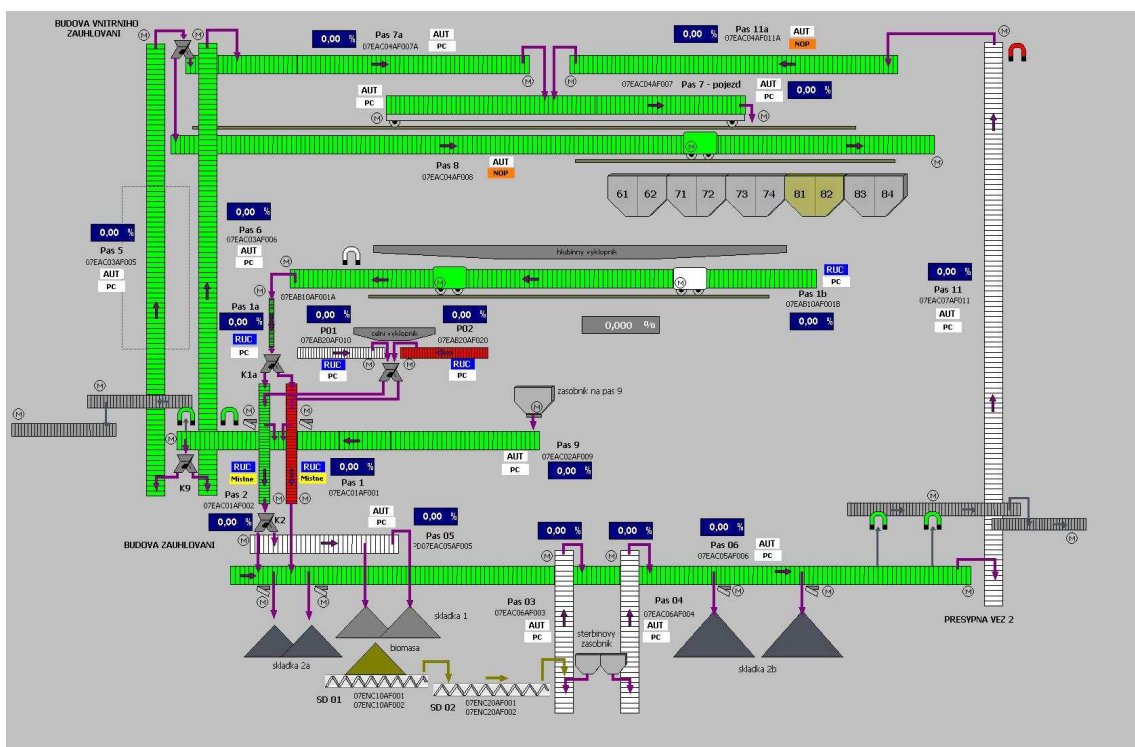 BUDOVA VNITRNIHO
ZAUHLOVANI
M
0,00 %
Pas 7a
07EAC04AF007A
AUT
PC
0,00 %
Pas 11a
07EAC04AF011A
AUT
NOP
M
M
M
M
07EAC04AF007
Pas 7 - pojezd
AUT
PC
0,00 %
AUT
PC
M
M
M
M
Pas 8
07EAC04AF008
AUT
NOP
61 62 71 72 73 74 81 82 83 84
0,00 %
Pas 5
07EAC03AF005
AUT
PC
0,00 %
Pas 6
07EAC03AF006
AUT
PC
hlubinny vyklopnik
M
M
M
07EAB10AF001A
RUC
PC
Pas 1b
07EAB10AF001B
0,00 %
0,00 %
Pas 11
07EAC07AF011
AUT
PC
Pas 1a
0,00 %
RUC
PC
M
0,00 %
P01
07EAB20AF010
RUC
PC
celni vyklopnik
0,00 %
P02
07EAB20AF020
RUC
PC
M
M
0,000 %
K1a
zasobnik na pas 9
M
M
M
M
M
M
K9
RUC
Mistne
RUC
Mistne
0,00 %
Pas 1
07EAC01AF001
Pas 9
07EAC02AF009
AUT
PC
0,00 %
Pas 2
07EAC01AF002
M
M
0,00 %
K2
AUT
PC
0,00 %
Pas 05
PD07EAC05AF005
BUDOVA ZAUHLOVANI
M
M
0,00 %
0,00 %
M
M
0,00 %
Pas 06
07EAC05AF006
AUT
PC
M
M
M
M
M
M
Pas 03
07EAC06AF003
AUT
PC
Pas 04
07EAC06AF004
AUT
PC
PRESYPNA VEZ 2
skladka 1
sterbinovy
zasobnik
skladka 2a
biomasa
skladka 2b
SD 01
07ENC10AF001
07ENC10AF002
SD 02
07ENC20AF001
07ENC20AF002